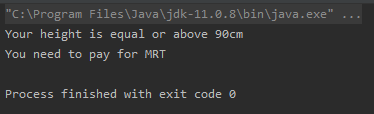 "C:\Program Files\Java\jdk-11.0.8\bin\java.exe" ...
Your height is equal or above 90cm
You need to pay for MRT
Process finished with exit code 0